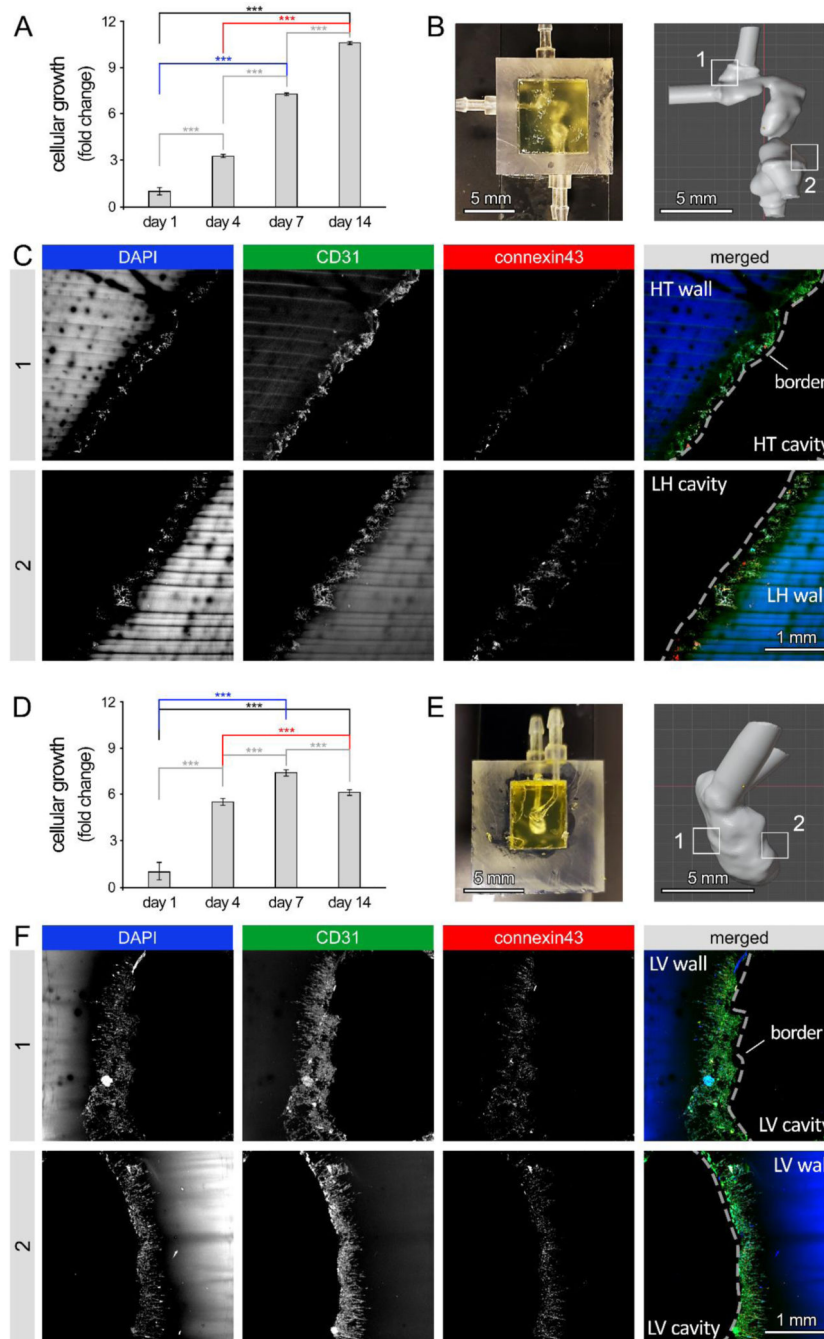 A
cellular growth
(fold change)
12
9
6
3
0
***
***
***
***
***
***
day 1 day 4 day 7 day 14
B
5 mm
1
2
5 mm
C
DAPI CD31 connexin43 merged
1
HT wall
border
HT cavity
2
LH cavity
LH wall
1 mm
D
cellular growth
(fold change)
12
9
6
3
0
***
***
***
***
***
***
day 1 day 4 day 7 day 14
E
5 mm
1
2
5 mm
F
DAPI CD31 connexin43 merged
1
LV wall
border
LV cavity
2
LV wall
LV cavity
1 mm